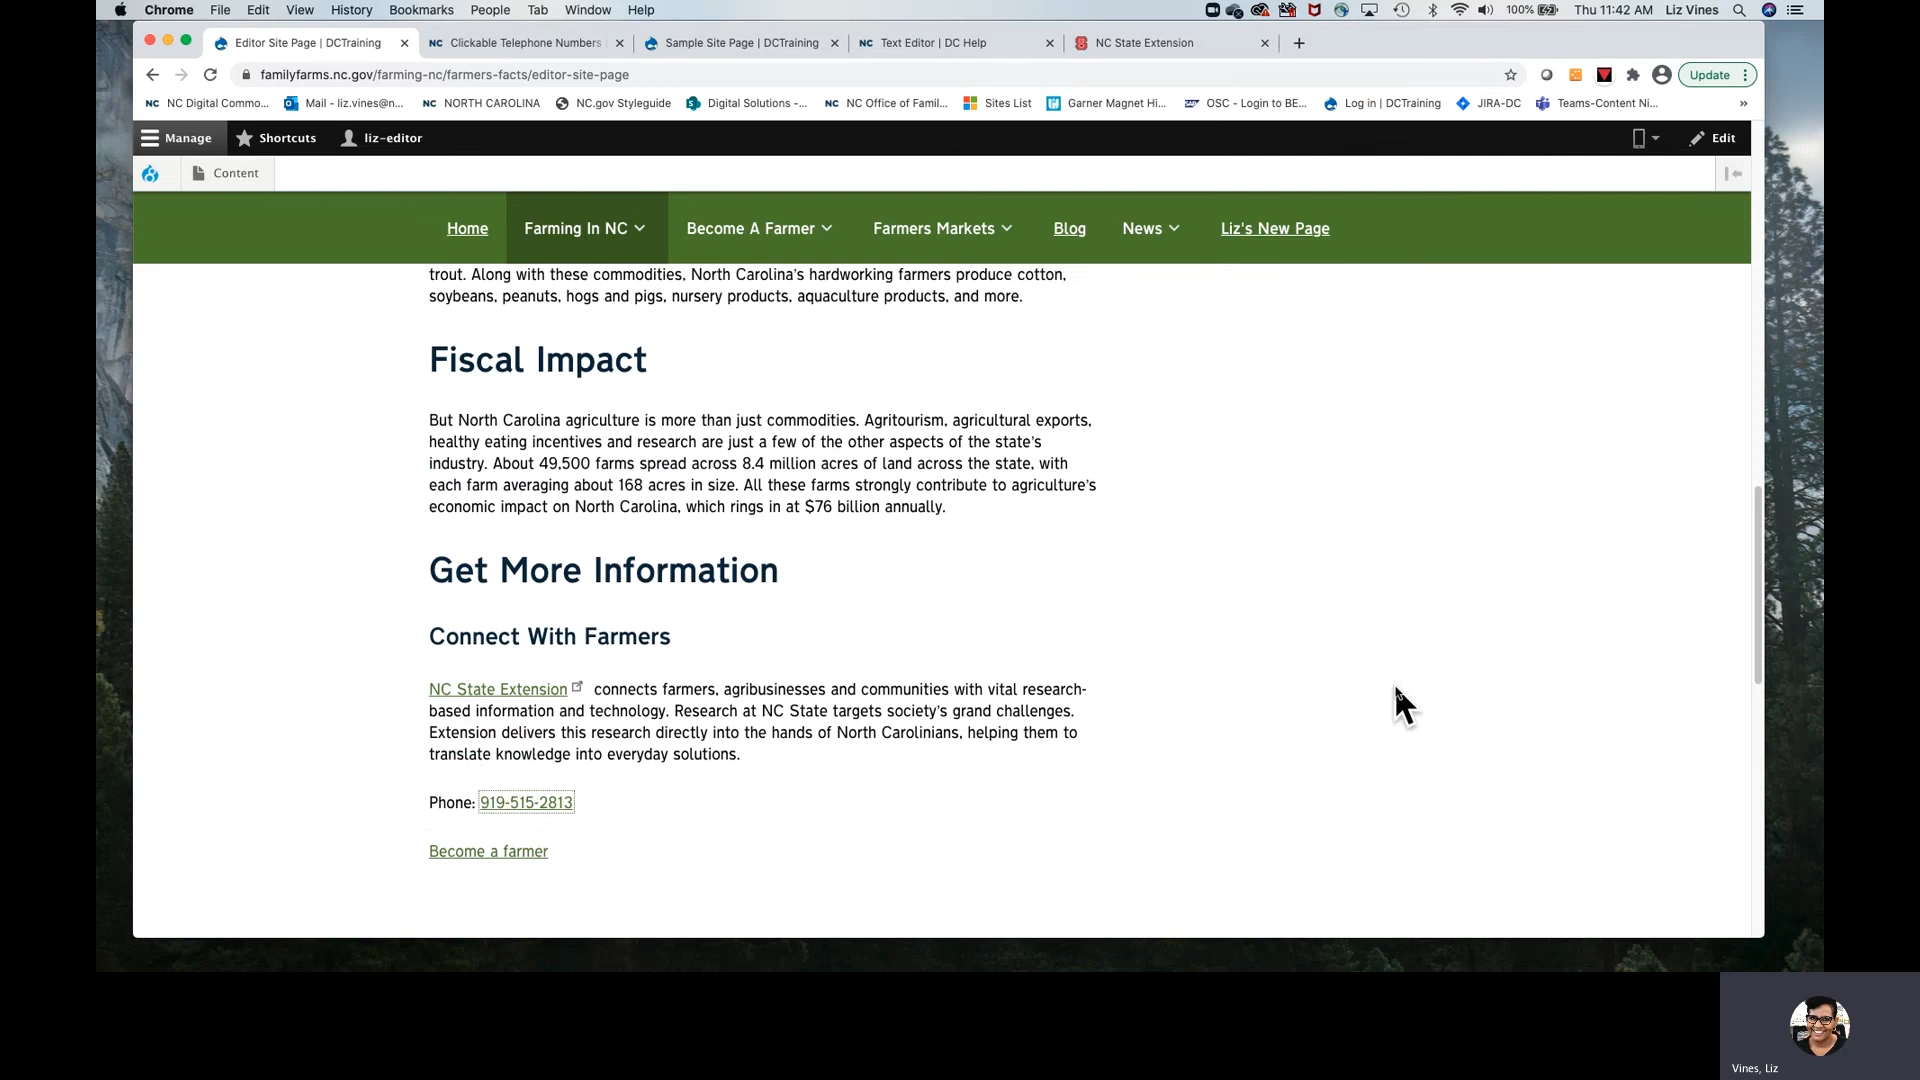 Chrome File Edit View History Bookmarks People Tab Window Help 100% Thu 11:42 AM Liz Vines
Editor Site Page | DCTraining Clickable Telephone Numbers Sample Site Page | DCTraining NC Text Editor | DC Help NC State Extension
familyfarms.nc.gov/farming-nc/farmers-facts/editor-site-page Update
NC Digital Commo... Mail - liz.vines@n... NORTH CAROLINA NC.gov Styleguide Digital Solutions -... NC Office of Famil... Sites List Garner Magnet Hi... OSC - Login to BE... Log in | DCTraining JIRA-DC Teams-Content Ni... »
Manage Shortcuts liz-editor Edit
Content
Home Farming In NC Become A Farmer Farmers Markets Blog News Liz's New Page
trout. Along with these commodities, North Carolina's hardworking farmers produce cotton,
soybeans, peanuts, hogs and pigs, nursery products, aquaculture products, and more.
Fiscal Impact
But North Carolina agriculture is more than just commodities. Agritourism, agricultural exports,
healthy eating incentives and research are just a few of the other aspects of the state's
industry. About 49,500 farms spread across 8.4 million acres of land across the state, with
each farm averaging about 168 acres in size. All these farms strongly contribute to agriculture's
economic impact on North Carolina, which rings in at $76 billion annually.
Get More Information
Connect With Farmers
NC State Extension connects farmers, agribusinesses and communities with vital research-
based information and technology. Research at NC State targets society's grand challenges.
Extension delivers this research directly into the hands of North Carolinians, helping them to
translate knowledge into everyday solutions.
Phone: 919-515-2813
Become a farmer
Vines, Liz